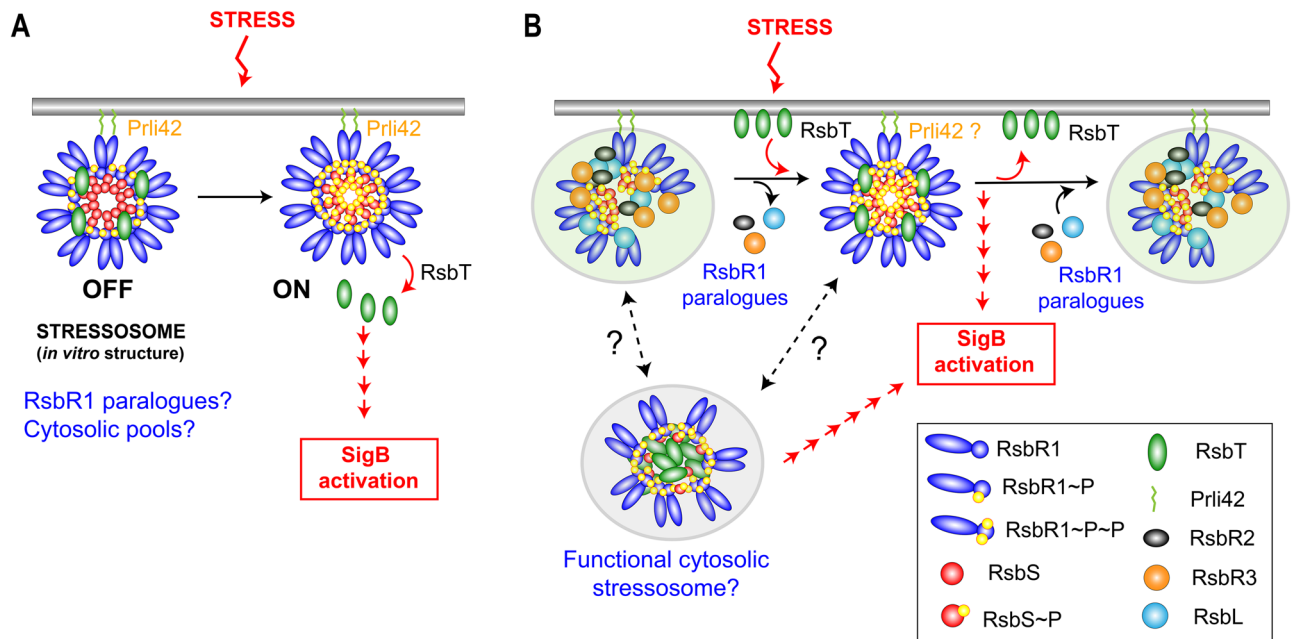 A
STRESS
Prli42
Prli42
OFF
ON
RsbT
STRESSOSOME
(in vitro structure)
RsbR1 paralogues?
Cytosolic pools?
SigB
activation
B
STRESS
RsbT
Prli42 ?
RsbT
RsbR1
paralogues
RsbR1
paralogues
?
?
SigB
activation
Functional cytosolic
stressosome?
RsbR1
RsbR1~P
RsbR1~P~P
RsbS
RsbS~P
RsbT
Prli42
RsbR2
RsbR3
RsbL